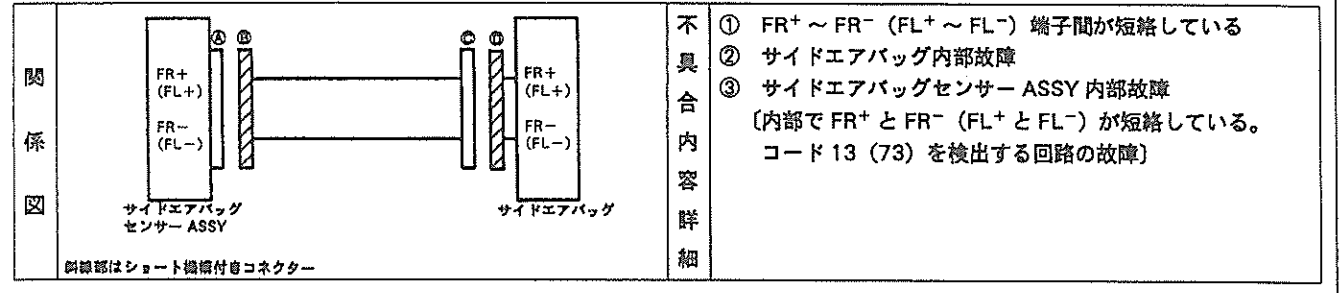 関係図
Ⓐ Ⓑ Ⓒ Ⓓ
FR+
(FL+)
FR−
(FL−)
サイドエアバッグ
センサー ASSY
FR+
(FL+)
FR−
(FL−)
サイドエアバッグ
斜線部はショート機構付きコネクター
不具合内容詳細
① FR⁺ ～ FR⁻（FL⁺ ～ FL⁻）端子間が短絡している
② サイドエアバッグ内部故障
③ サイドエアバッグセンサー ASSY 内部故障
〔内部で FR⁺ と FR⁻（FL⁺ と FL⁻）が短絡している。
コード 13（73）を検出する回路の故障〕